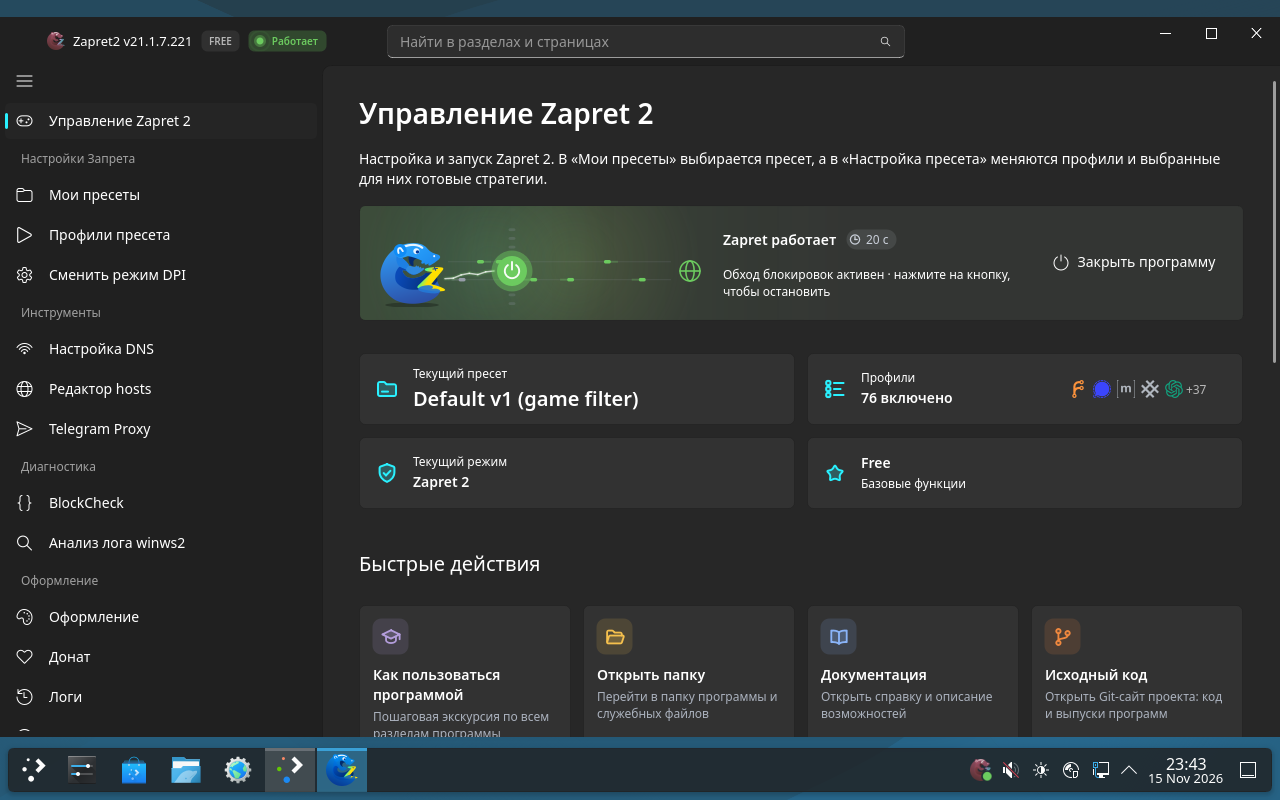 Zapret2 v21.1.7.221
FREE
Работает
Найти в разделах и страницах
Управление Zapret 2
Настройки Запрета
Мои пресеты
Профили пресета
Сменить режим DPI
Инструменты
Настройка DNS
Редактор hosts
Telegram Proxy
Диагностика
BlockCheck
Анализ лога winws2
Оформление
Оформление
Донат
Логи
Управление Zapret 2
Настройка и запуск Zapret 2. В «Мои пресеты» выбирается пресет, а в «Настройка пресета» меняются профили и выбранные
для них готовые стратегии.
Zapret работает
20 с
Обход блокировок активен · нажмите на кнопку,
чтобы остановить
Закрыть программу
Текущий пресет
Default v1 (game filter)
Профили
76 включено
[m]
+37
Текущий режим
Zapret 2
Free
Базовые функции
Быстрые действия
Как пользоваться
программой
Пошаговая экскурсия по всем
разделам программы
Открыть папку
Перейти в папку программы и
служебных файлов
Документация
Открыть справку и описание
возможностей
Исходный код
Открыть Git-сайт проекта: код
и выпуски программ
23:43
15 Nov 2026